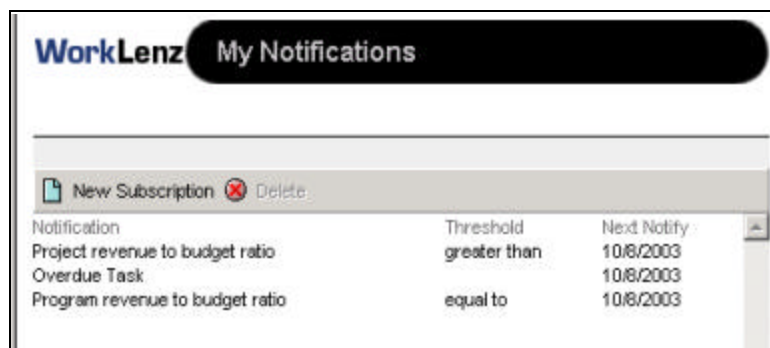 WorkLenz My Notifications
New Subscription Delete
Notification Threshold Next Notify
Project revenue to budget ratio greater than 10/8/2003
Overdue Task 10/8/2003
Program revenue to budget ratio equal to 10/8/2003